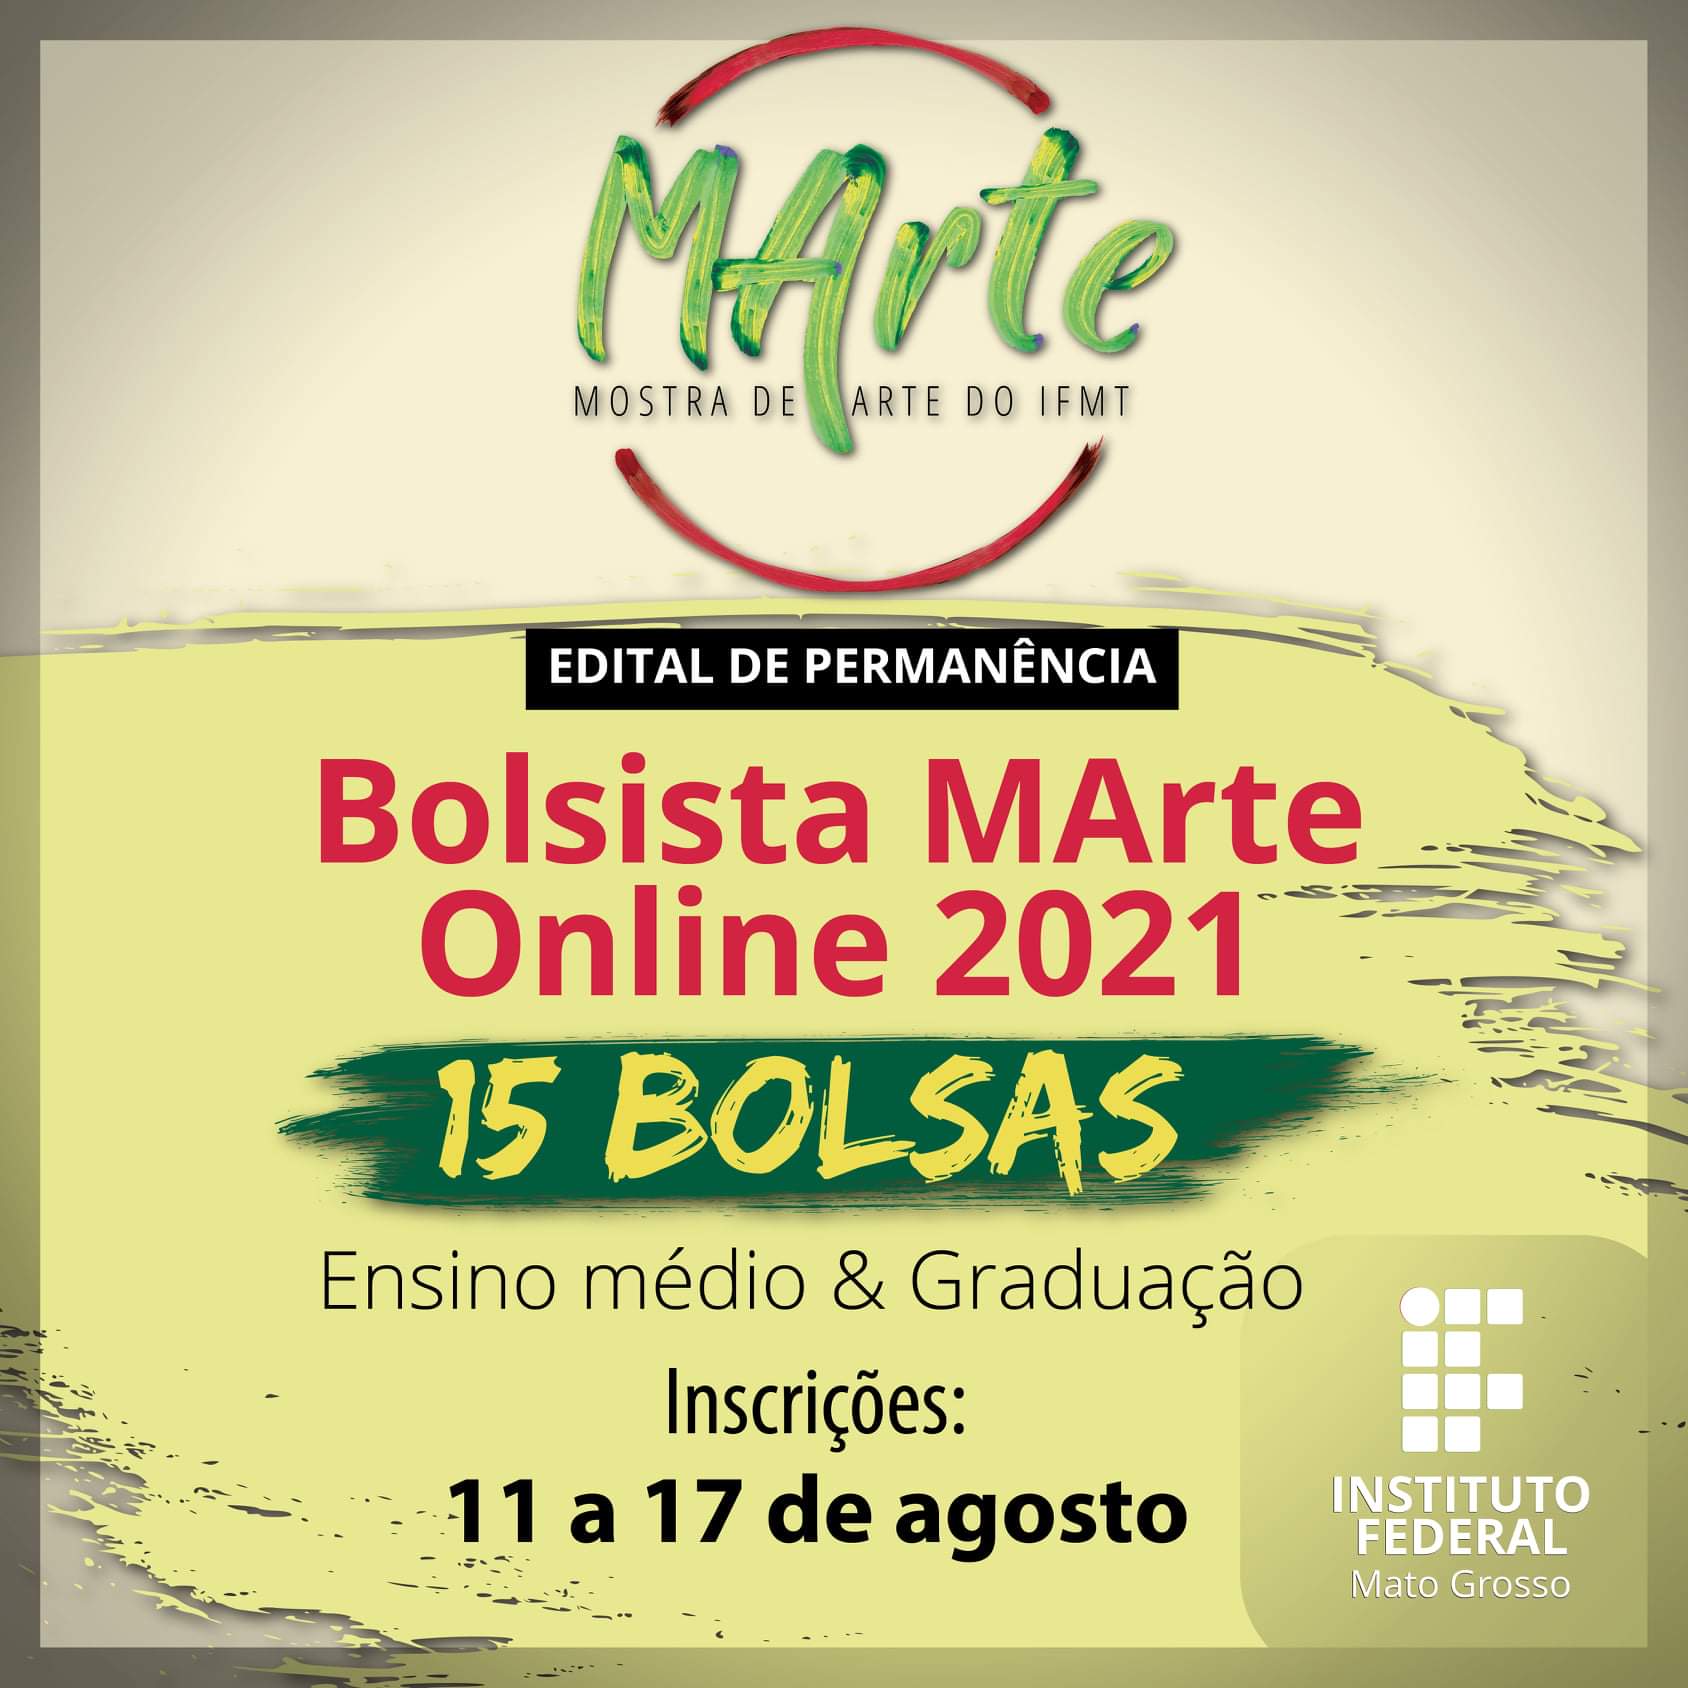 MArte
MOSTRA DE ARTE DO IFMT
EDITAL DE PERMANÊNCIA
Bolsista MArte
Online 2021
15 BOLSAS
Ensino médio & Graduação
Inscrições:
11 a 17 de agosto
INSTITUTO
FEDERAL
Mato Grosso